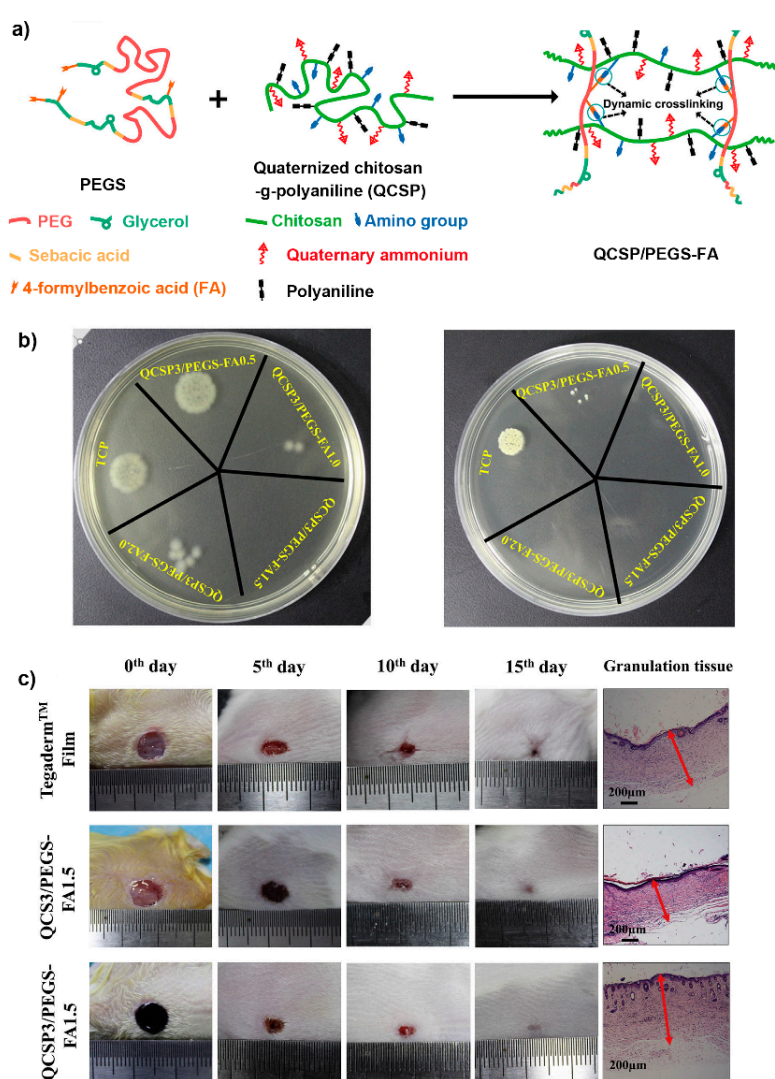 a)
Dynamic crosslinking
PEGS
Quaternized chitosan
-g-polyaniline (QCSP)
PEG
Glycerol
Chitosan
Amino group
Sebacic acid
Quaternary ammonium
QCSP/PEGS-FA
4-formylbenzoic acid (FA)
Polyaniline
b)
QCSP3/PEGS-FA0.5
QCSP3/PEGS-FA1.0
TCP
QCSP3/PEGS-FA2.0
QCSP3/PEGS-FA1.5
QCSP3/PEGS-FA0.5
QCSP3/PEGS-FA1.0
TCP
QCSP3/PEGS-FA2.0
QCSP3/PEGS-FA1.5
c)
0th day
5th day
10th day
15th day
Granulation tissue
Tegaderm™
Film
200μm
QCS3/PEGS-
FA1.5
200μm
QCSP3/PEGS-
FA1.5
200μm